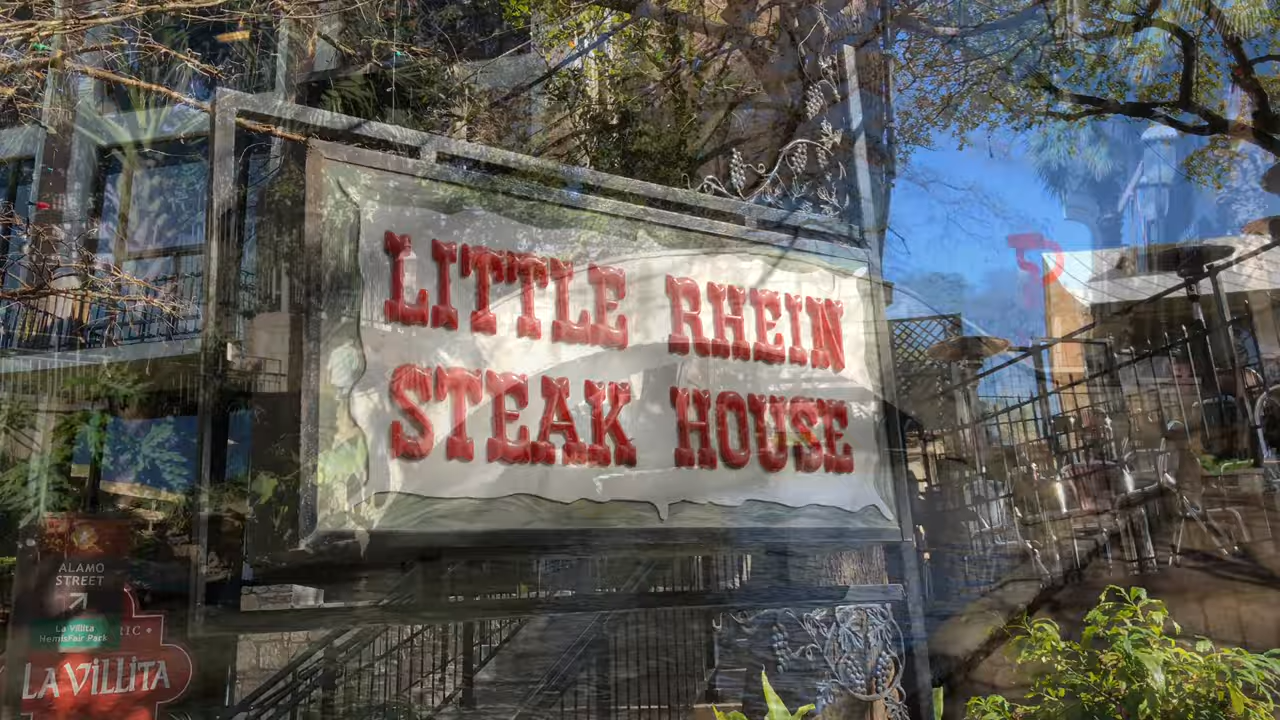 LITTLE RHEIN
STEAK HOUSE
ALAMO
STREET
La Villita
HemisFair Park
LA VILLITA